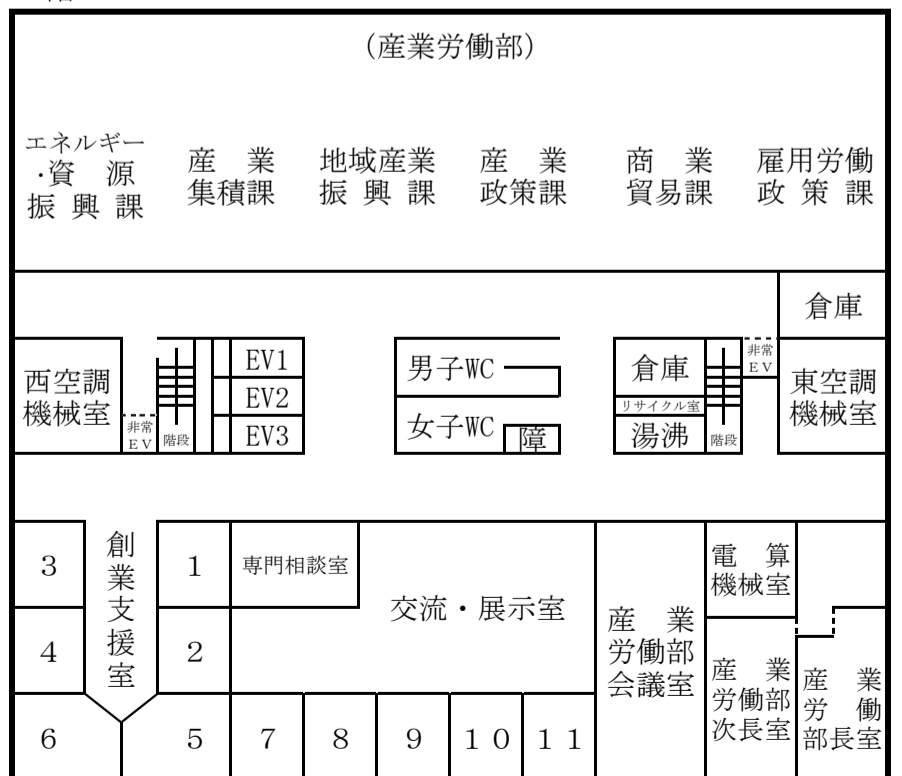 (産業労働部)
エネルギー
・資　源
振 興 課
産　業
集積課
地域産業
振 興 課
産　業
政策課
商　業
貿易課
雇用労働
政 策 課
倉庫
西空調
機械室
非常
ＥＶ
階段
EV1
EV2
EV3
男子WC
女子WC
障
倉庫
リサイクル室
湯沸
階段
非常
ＥＶ
東空調
機械室
３
４
６
創業支援室
１
２
５
専門相談室
交流・展示室
７
８
９
１０
１１
産　業
労働部
会議室
電　算
機械室
産　業
労働部
次長室
産　業
労　働
部長室